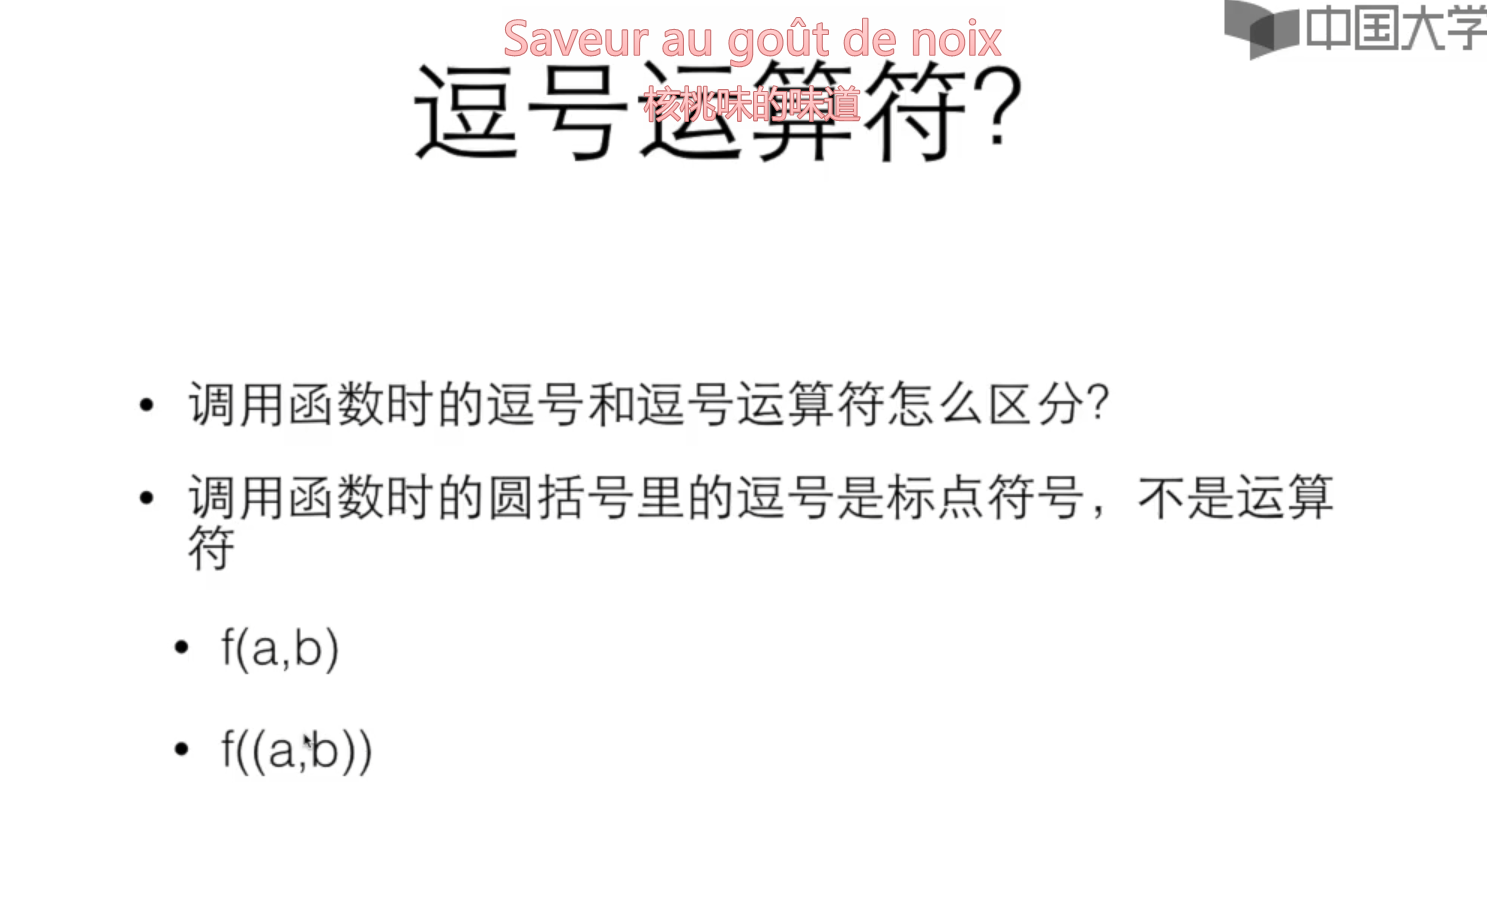 Saveur au goût de noix
中国大学
逗号运算符?
核桃味的味道
• 调用函数时的逗号和逗号运算符怎么区分?
• 调用函数时的圆括号里的逗号是标点符号，不是运算
符
• f(a,b)
• f((a,b))